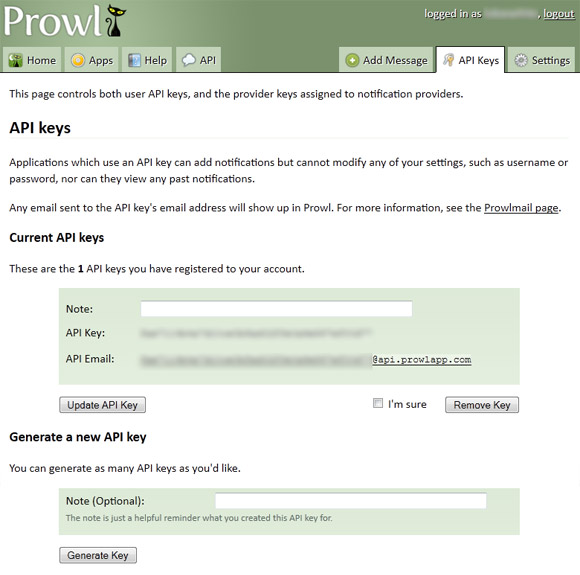 Prowl
logged in as , logout
Home Apps Help API Add Message API Keys Settings
This page controls both user API keys, and the provider keys assigned to notification providers.
API keys
Applications which use an API key can add notifications but cannot modify any of your settings, such as username or
password, nor can they view any past notifications.
Any email sent to the API key's email address will show up in Prowl. For more information, see the Prowlmail page.
Current API keys
These are the 1 API keys you have registered to your account.
Note:
API Key:
API Email: @api.prowlapp.com
Update API Key I'm sure Remove Key
Generate a new API key
You can generate as many API keys as you'd like.
Note (Optional):
The note is just a helpful reminder what you created this API key for.
Generate Key